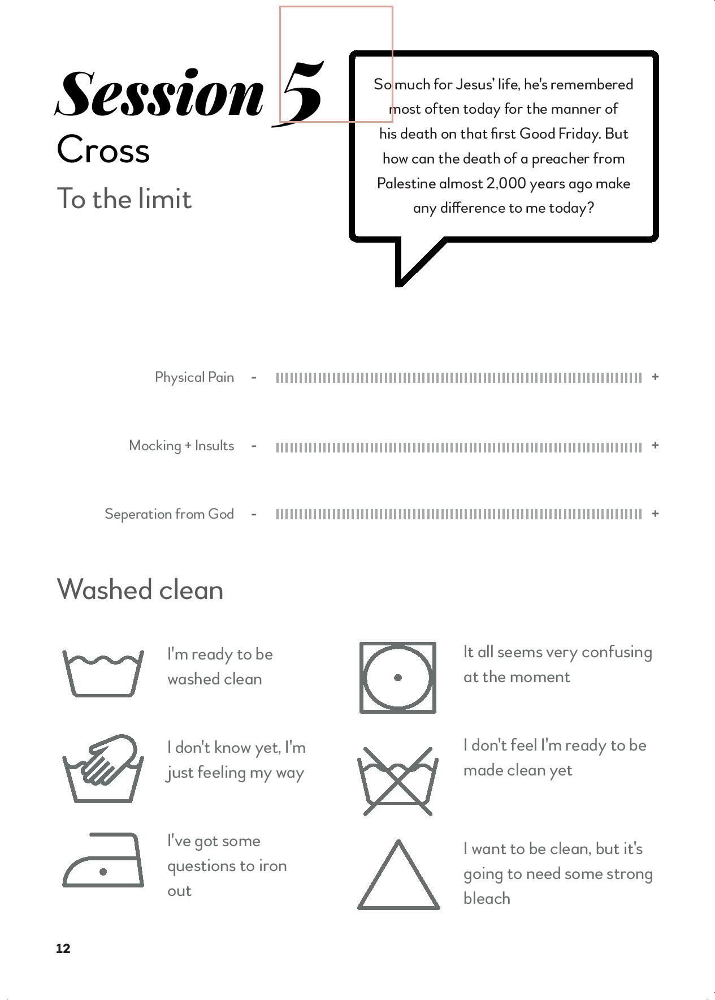 Session 5
Cross
To the limit
So much for Jesus’ life, he's remembered
most often today for the manner of
his death on that first Good Friday. But
how can the death of a preacher from
Palestine almost 2,000 years ago make
any difference to me today?
Physical Pain - +
Mocking + Insults - +
Seperation from God - +
Washed clean
I'm ready to be
washed clean
It all seems very confusing
at the moment
I don't know yet, I'm
just feeling my way
I don't feel I'm ready to be
made clean yet
I've got some
questions to iron
out
I want to be clean, but it's
going to need some strong
bleach
12